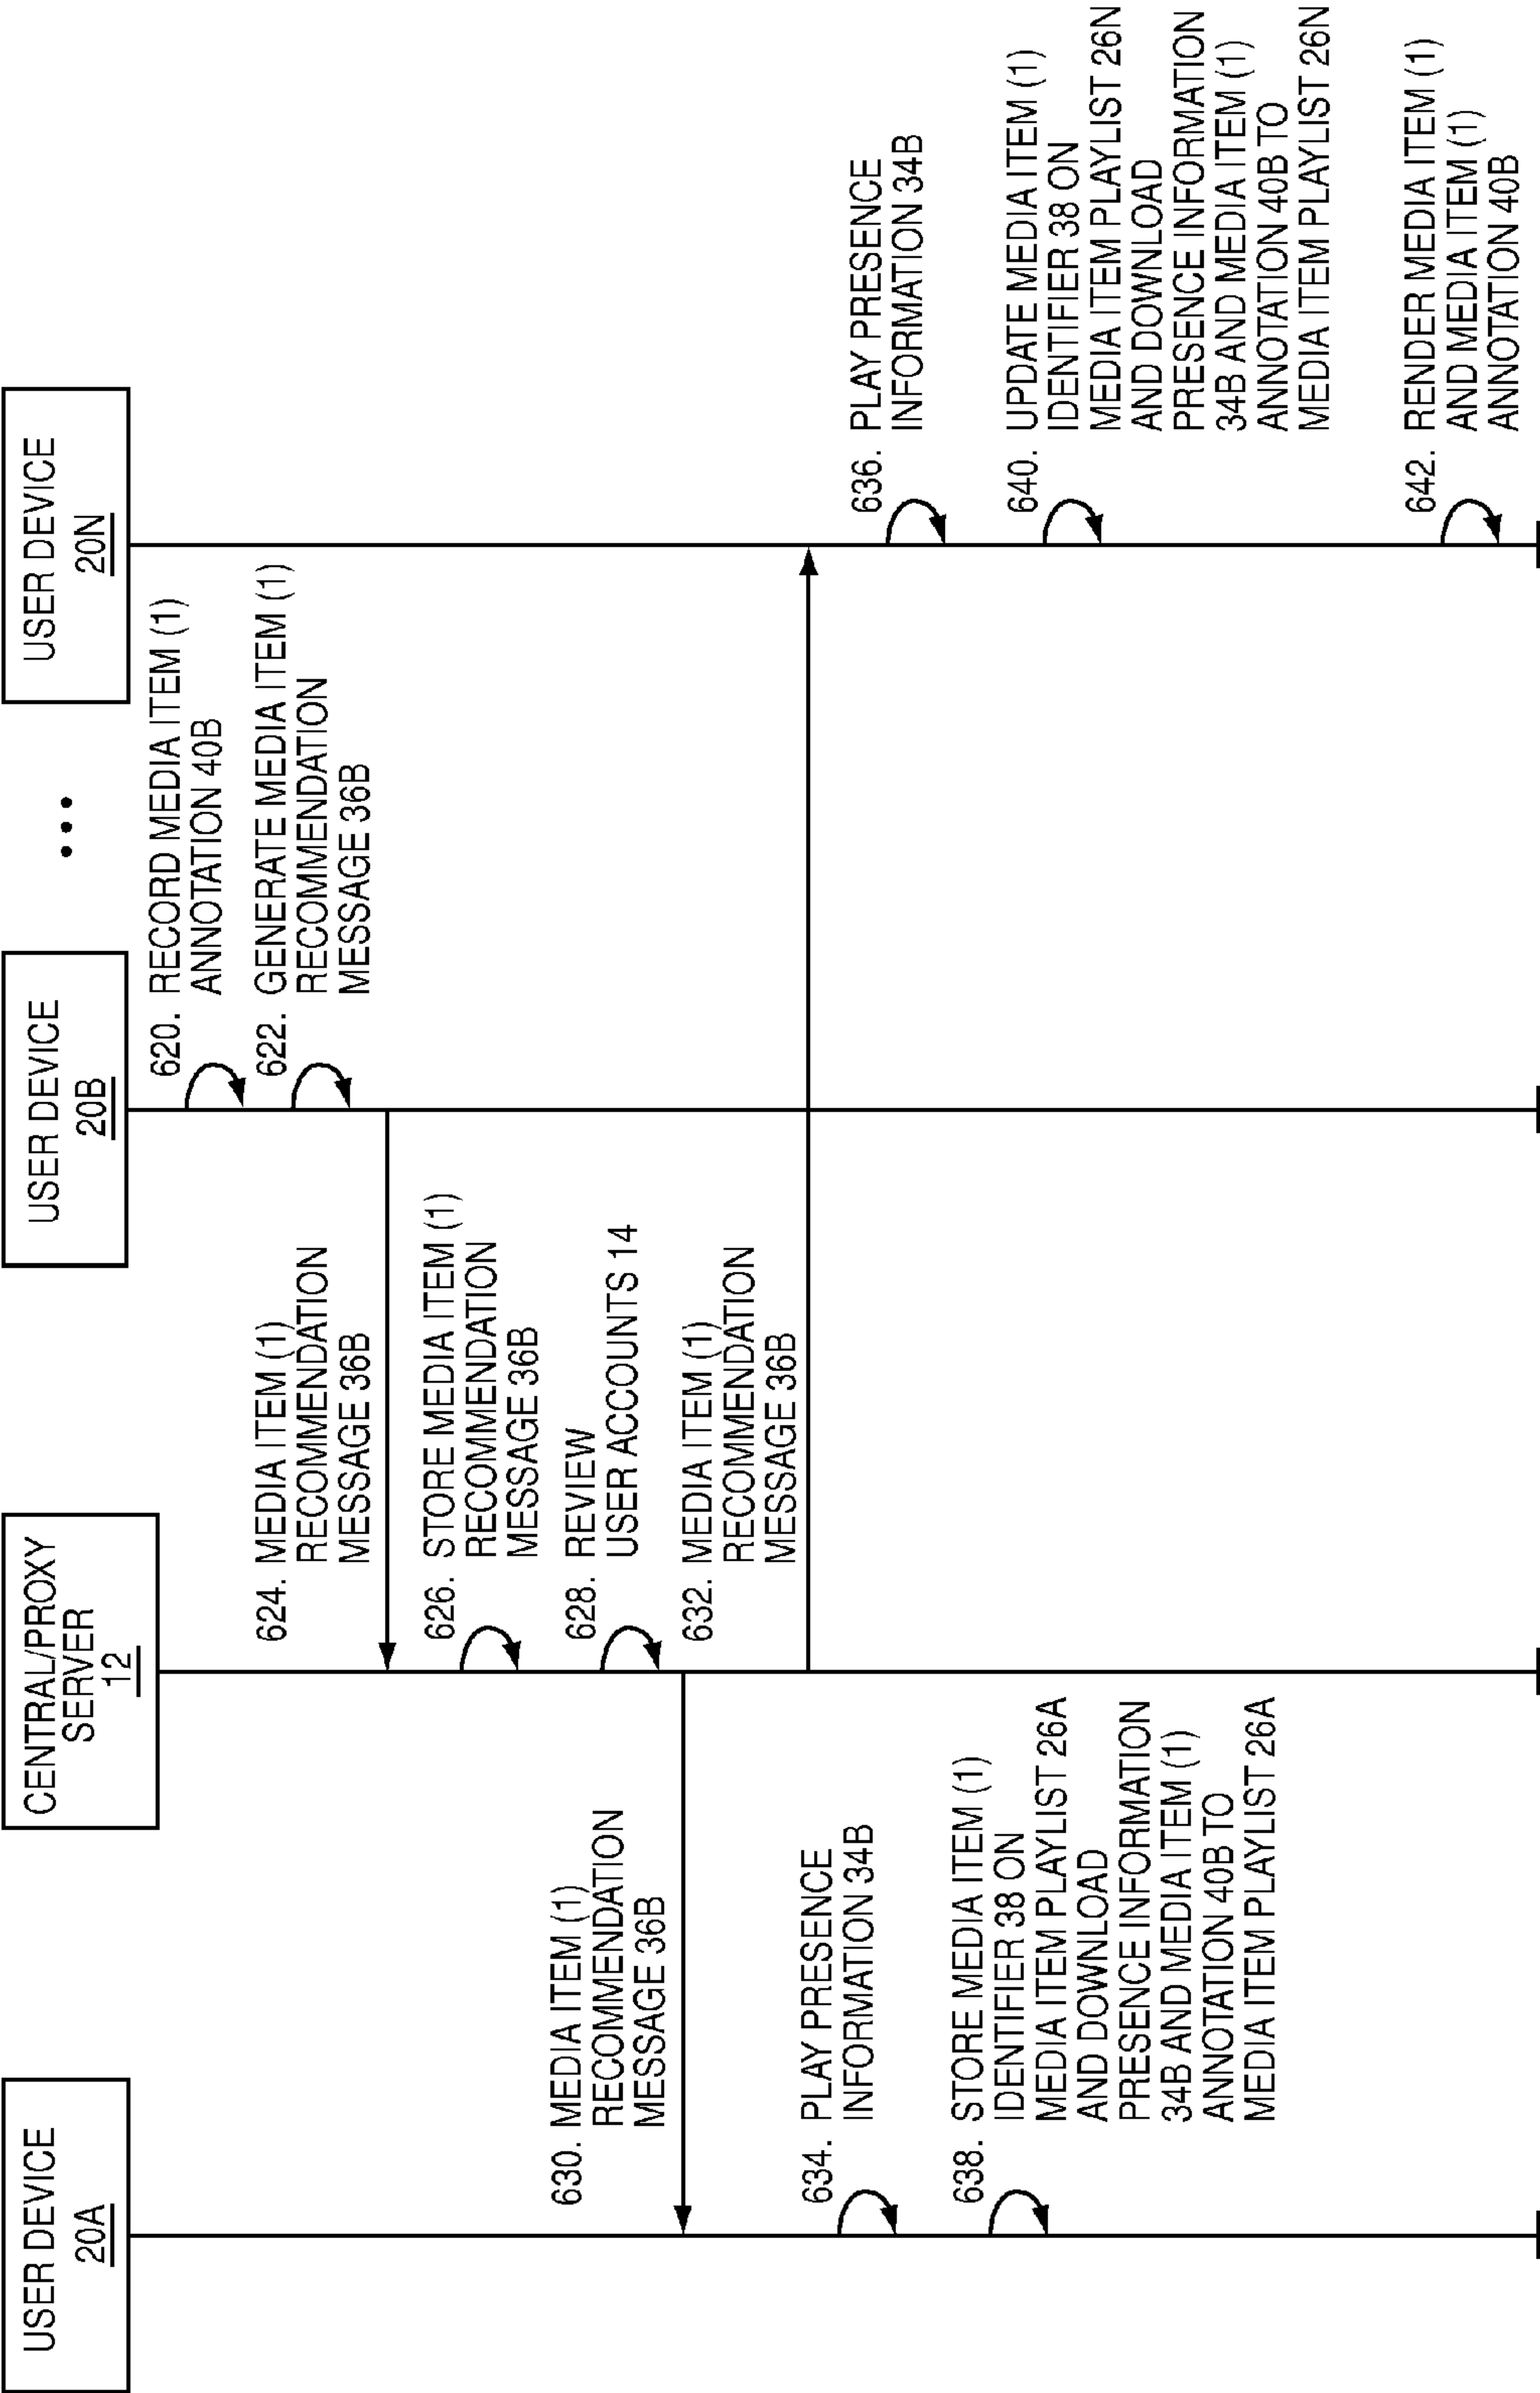 USER DEVICE
20A
CENTRAL/PROXY
SERVER
12
USER DEVICE
20B
...
USER DEVICE
20N
620. RECORD MEDIA ITEM (1)
ANNOTATION 40B
622. GENERATE MEDIA ITEM (1)
RECOMMENDATION
MESSAGE 36B
624. MEDIA ITEM (1)
RECOMMENDATION
MESSAGE 36B
626. STORE MEDIA ITEM (1)
RECOMMENDATION
MESSAGE 36B
628. REVIEW
USER ACCOUNTS 14
630. MEDIA ITEM (1)
RECOMMENDATION
MESSAGE 36B
632. MEDIA ITEM (1)
RECOMMENDATION
MESSAGE 36B
634. PLAY PRESENCE
INFORMATION 34B
636. PLAY PRESENCE
INFORMATION 34B
638. STORE MEDIA ITEM (1)
IDENTIFIER 38 ON
MEDIA ITEM PLAYLIST 26A
AND DOWNLOAD
PRESENCE INFORMATION
34B AND MEDIA ITEM (1)
ANNOTATION 40B TO
MEDIA ITEM PLAYLIST 26A
640. UPDATE MEDIA ITEM (1)
IDENTIFIER 38 ON
MEDIA ITEM PLAYLIST 26N
AND DOWNLOAD
PRESENCE INFORMATION
34B AND MEDIA ITEM (1)
ANNOTATION 40B TO
MEDIA ITEM PLAYLIST 26N
642. RENDER MEDIA ITEM (1)
AND MEDIA ITEM (1)
ANNOTATION 40B